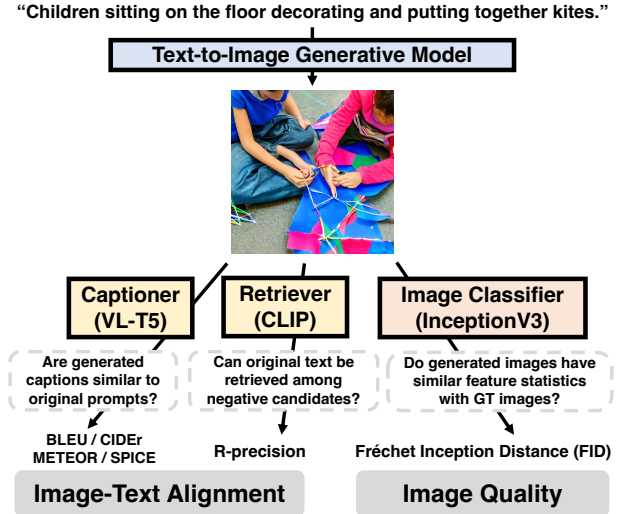 “Children sitting on the floor decorating and putting together kites.”
Text-to-Image Generative Model
Captioner
(VL-T5)
Retriever
(CLIP)
Image Classifier
(InceptionV3)
Are generated
captions similar to
original prompts?
Can original text be
retrieved among
negative candidates?
Do generated images have
similar feature statistics
with GT images?
BLEU / CIDEr
METEOR / SPICE
R-precision
Fréchet Inception Distance (FID)
Image-Text Alignment
Image Quality